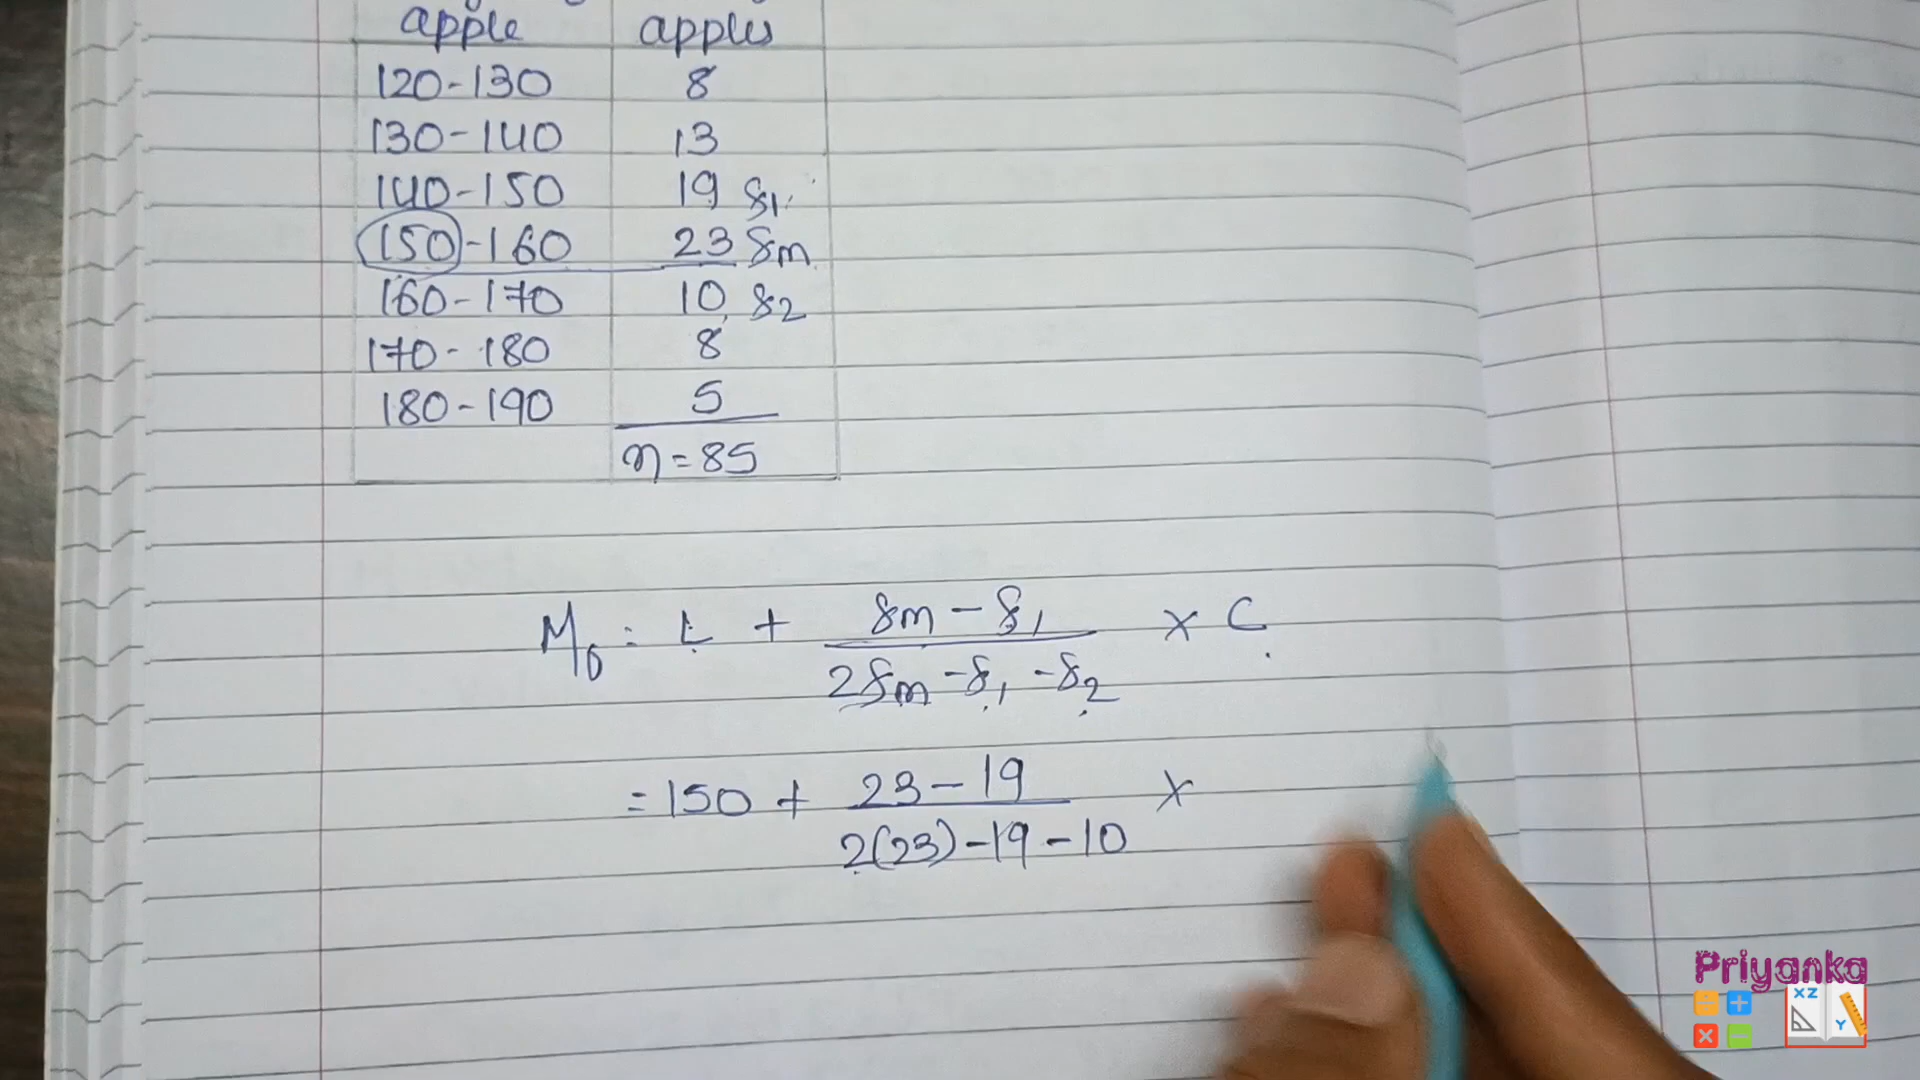 apple apples
120-130 8
130-140 13
140-150 19 f1
150-160 23 fm
160-170 10 f2
170-180 8
180-190 5
n=85
Mo = L + fm - f1 × C
2fm - f1 - f2
= 150 + 23 - 19 ×
2(23) - 19 - 10
Priyanka
XZ
Y